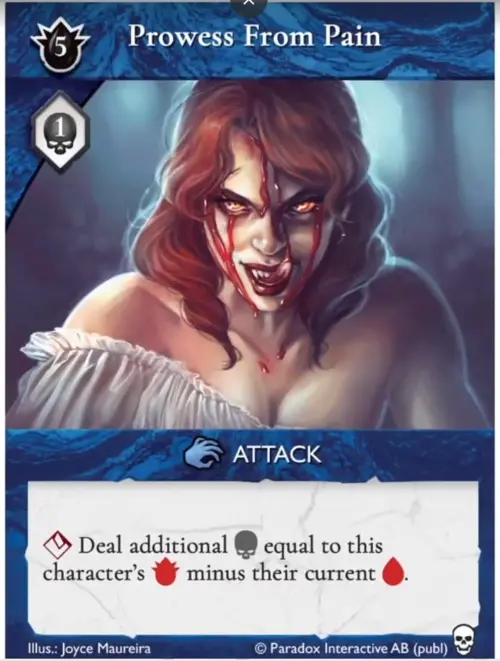 5
Prowess From Pain
1
ATTACK
Deal additional equal to this
character's minus their current .
Illus.: Joyce Maureira
© Paradox Interactive AB (publ)